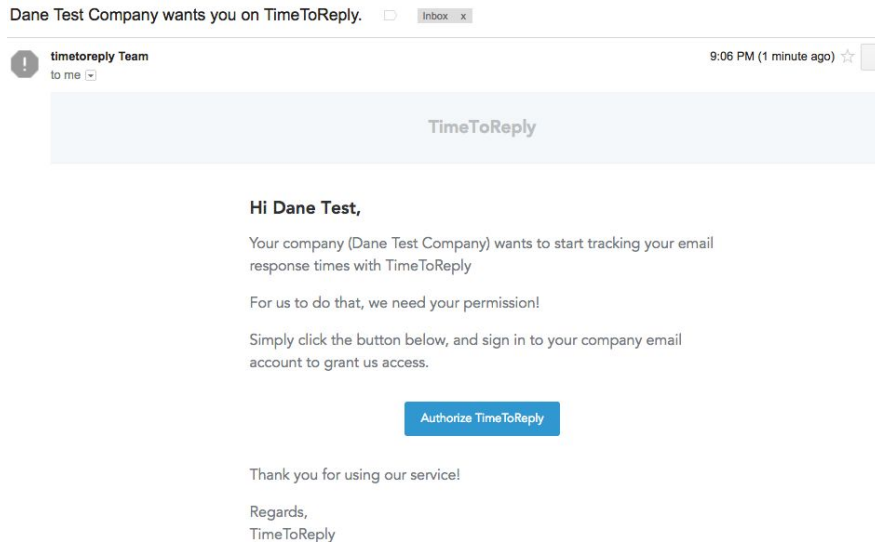 Dane Test Company wants you on TimeToReply.
Inbox x
timetoreply Team
9:06 PM (1 minute ago)
to me
TimeToReply
Hi Dane Test,
Your company (Dane Test Company) wants to start tracking your email
response times with TimeToReply
For us to do that, we need your permission!
Simply click the button below, and sign in to your company email
account to grant us access.
Authorize TimeToReply
Thank you for using our service!
Regards,
TimeToReply